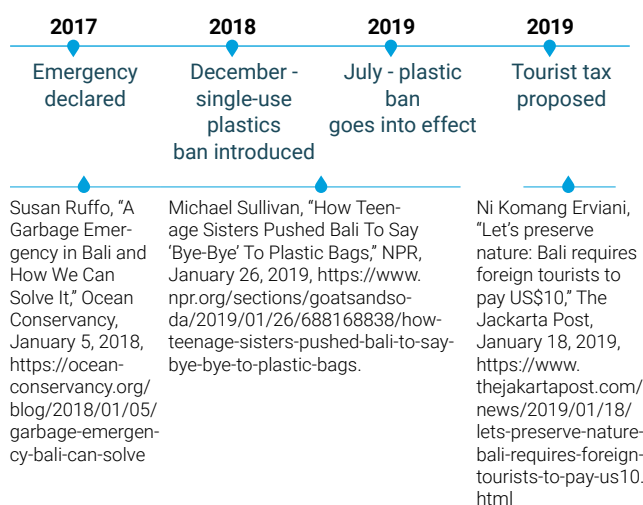 2017
Emergency
declared
2018
December -
single-use
plastics
ban introduced
2019
July - plastic
ban
goes into effect
2019
Tourist tax
proposed
Susan Ruffo, “A
Garbage Emer-
gency in Bali and
How We Can
Solve It,” Ocean
Conservancy,
January 5, 2018,
https://ocean-
conservancy.org/
blog/2018/01/05/
garbage-emergen-
cy-bali-can-solve
Michael Sullivan, “How Teen-
age Sisters Pushed Bali To Say
‘Bye-Bye’ To Plastic Bags,” NPR,
January 26, 2019, https://www.
npr.org/sections/goatsandso-
da/2019/01/26/688168838/how-
teenage-sisters-pushed-bali-to-say-
bye-bye-to-plastic-bags.
Ni Komang Erviani,
“Let’s preserve
nature: Bali requires
foreign tourists to
pay US$10,” The
Jackarta Post,
January 18, 2019,
https://www.
thejakartapost.com/
news/2019/01/18/
lets-preserve-nature-
bali-requires-foreign-
tourists-to-pay-us10.
html